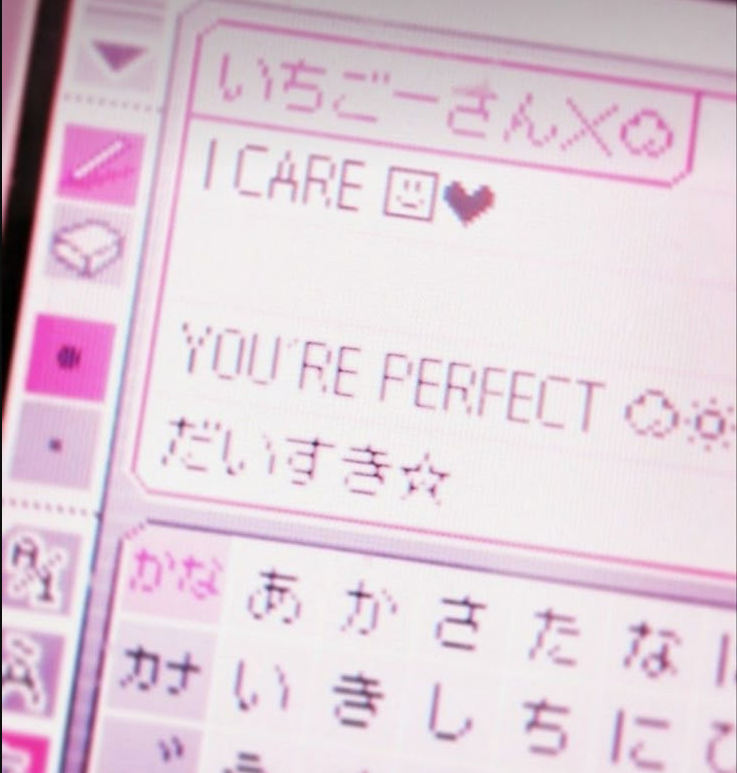 いちごーさん×
I CARE
YOU'RE PERFECT
だいすき☆
かな あ か さ た な
カナ い き し ち に